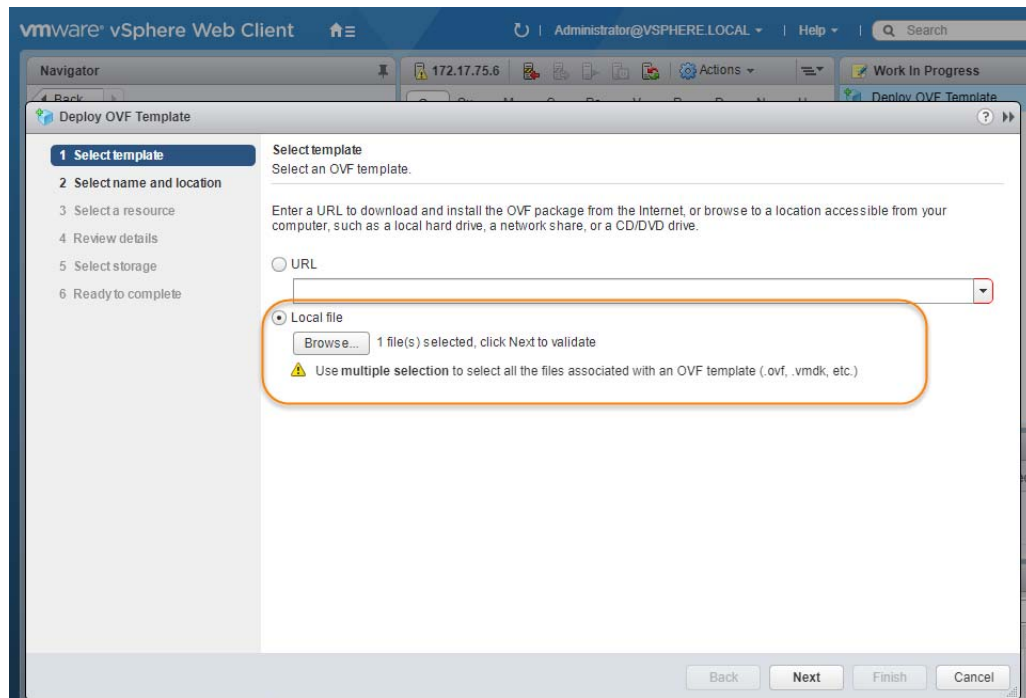 vmware® vSphere Web Client
Administrator@VSPHERE.LOCAL
Help
Search
Navigator
172.17.75.6
Actions
Work In Progress
Back
Deploy OVF Template
Deploy OVF Template
1 Select template
2 Select name and location
3 Select a resource
4 Review details
5 Select storage
6 Ready to complete
Select template
Select an OVF template.
Enter a URL to download and install the OVF package from the Internet, or browse to a location accessible from your
computer, such as a local hard drive, a network share, or a CD/DVD drive.
URL
Local file
Browse... 1 file(s) selected, click Next to validate
Use multiple selection to select all the files associated with an OVF template (.ovf, .vmdk, etc.)
Back Next Finish Cancel